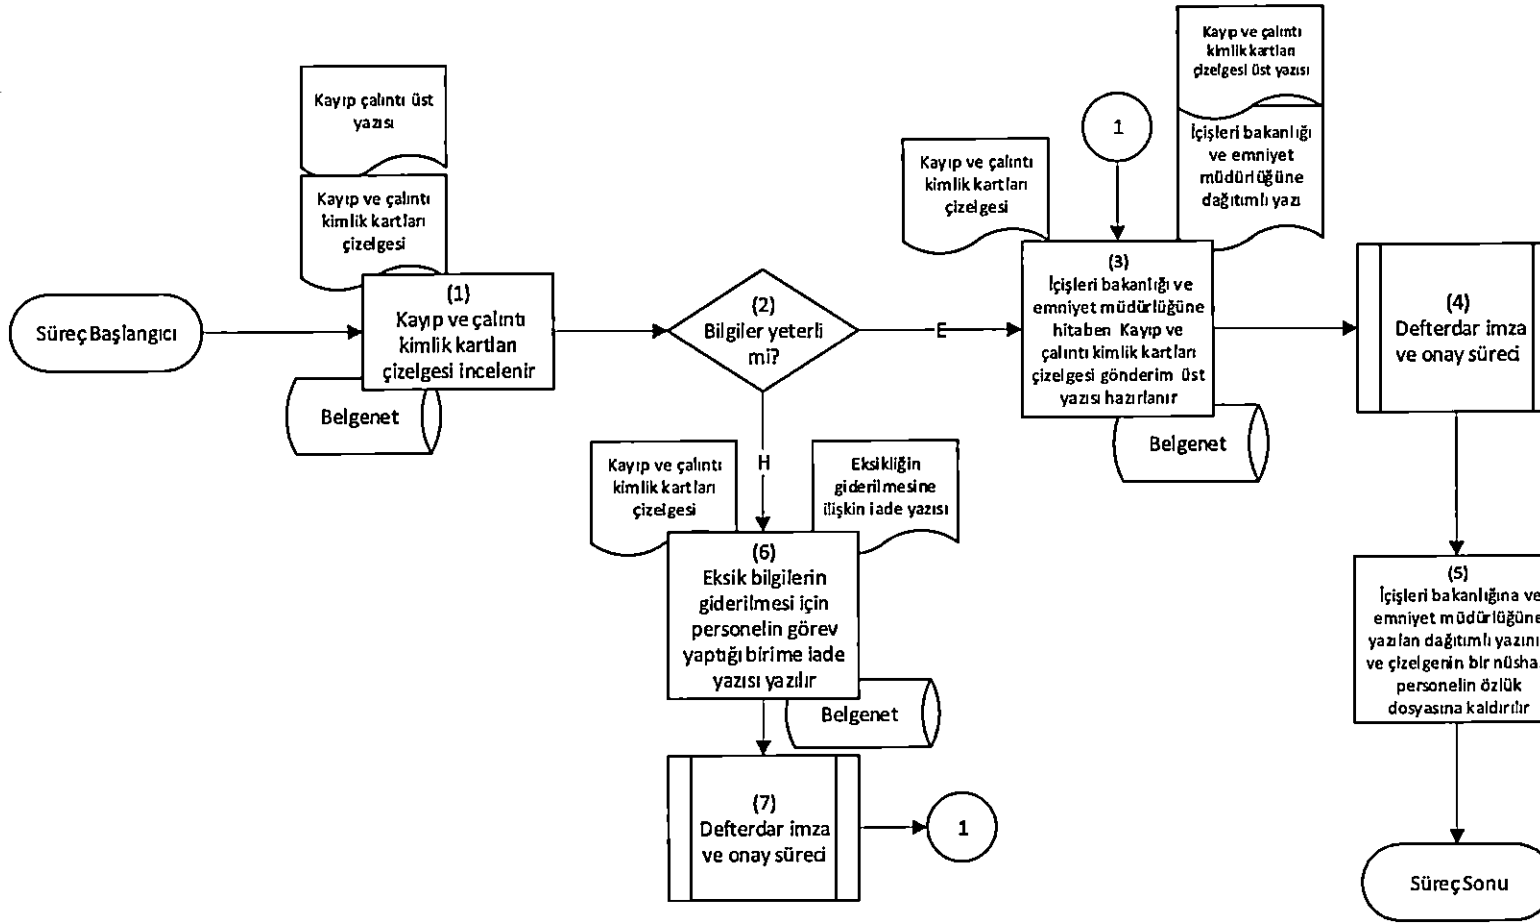 Kayıp çalıntı üst
yazısı
Kayıp ve çalıntı
kimlik kartları
çizelgesi
Süreç Başlangıcı
(1)
Kayıp ve çalıntı
kimlik kartları
çizelgesi incelenir
Belgenet
(2)
Bilgiler yeterli
mi?
E
H
Kayıp ve çalıntı
kimlik kartları
çizelgesi
1
Kayıp ve çalıntı
kimlik kartları
çizelgesi üst yazısı
İçişleri bakanlığı
ve emniyet
müdürlüğüne
dağıtımlı yazı
(3)
İçişleri bakanlığı ve
emniyet müdürlüğüne
hitaben Kayıp ve
çalıntı kimlik kartları
çizelgesi gönderim üst
yazısı hazırlanır
Belgenet
(4)
Defterdar imza
ve onay süreci
Kayıp ve çalıntı
kimlik kartları
çizelgesi
Eksikliğin
giderilmesine
ilişkin iade yazısı
(6)
Eksik bilgilerin
giderilmesi için
personelin görev
yaptığı birime iade
yazısı yazılır
Belgenet
(7)
Defterdar imza
ve onay süreci
1
(5)
İçişleri bakanlığına ve
emniyet müdürlüğüne
yazılan dağıtımlı yazını
ve çizelgenin bir nüsha
personelin özlük
dosyasına kaldırılır
Süreç Sonu